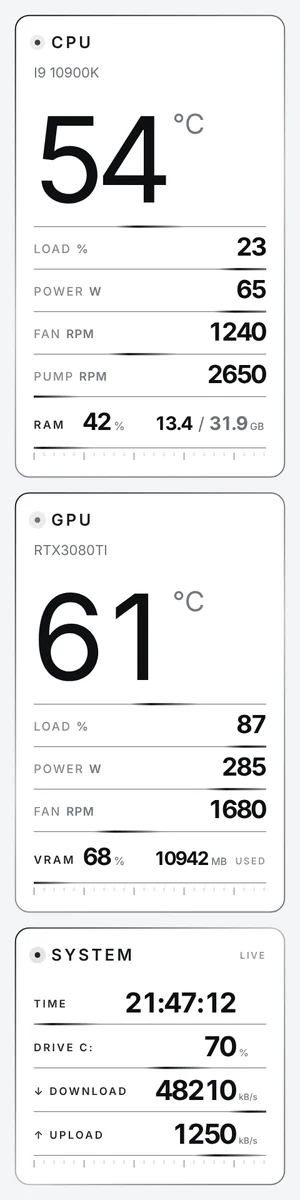 CPU
I9 10900K
54 °C
LOAD % 23
POWER W 65
FAN RPM 1240
PUMP RPM 2650
RAM 42 % 13.4 / 31.9 GB
GPU
RTX3080TI
61 °C
LOAD % 87
POWER W 285
FAN RPM 1680
VRAM 68 % 10942 MB USED
SYSTEM LIVE
TIME 21:47:12
DRIVE C: 70 %
↓ DOWNLOAD 48210 kB/s
↑ UPLOAD 1250 kB/s